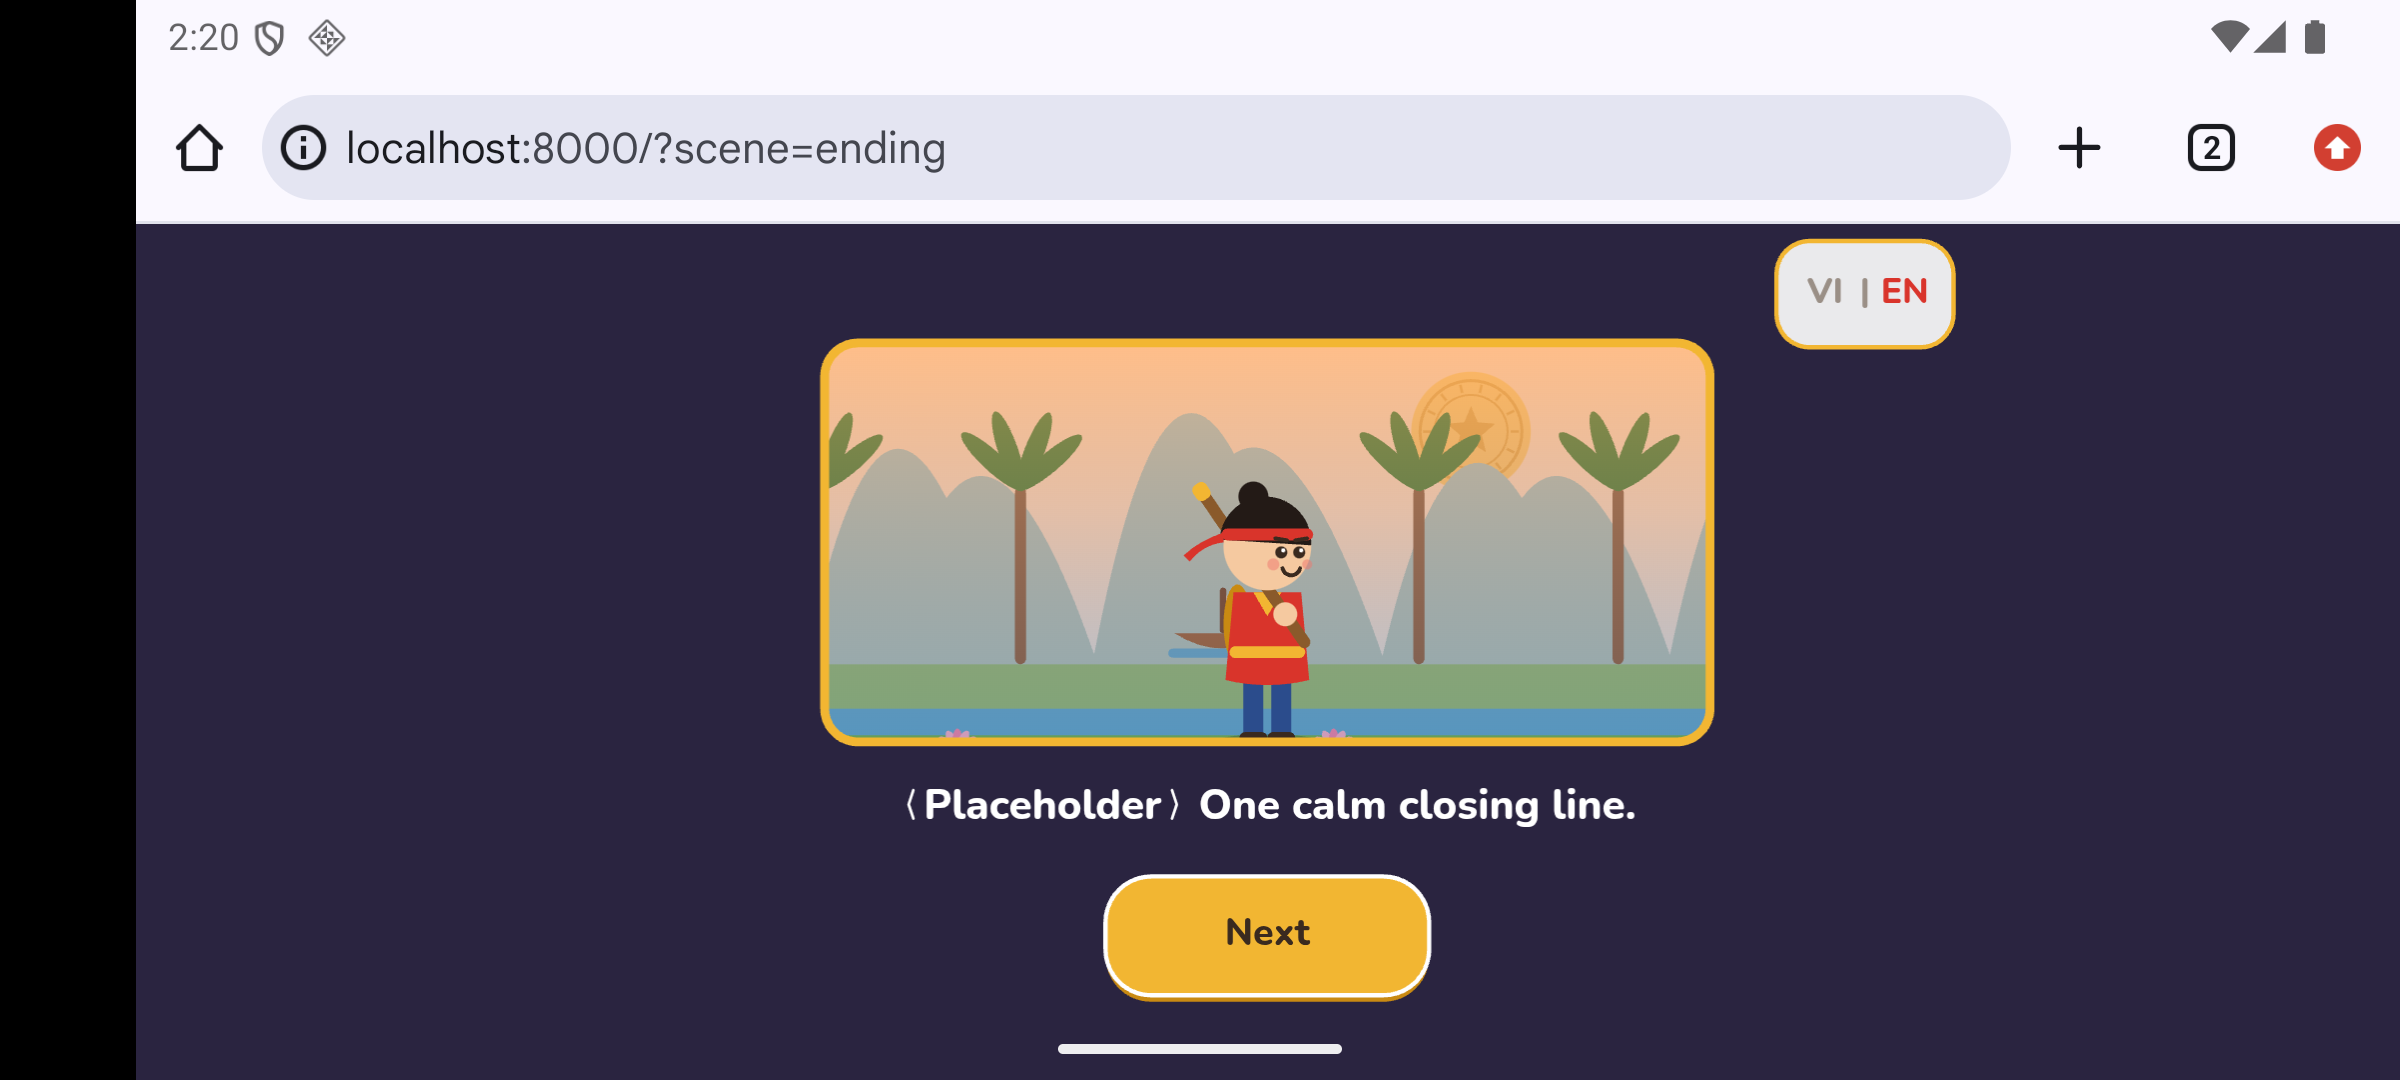 2:20
localhost:8000/?scene=ending
2
VI | EN
⟨Placeholder⟩ One calm closing line.
Next